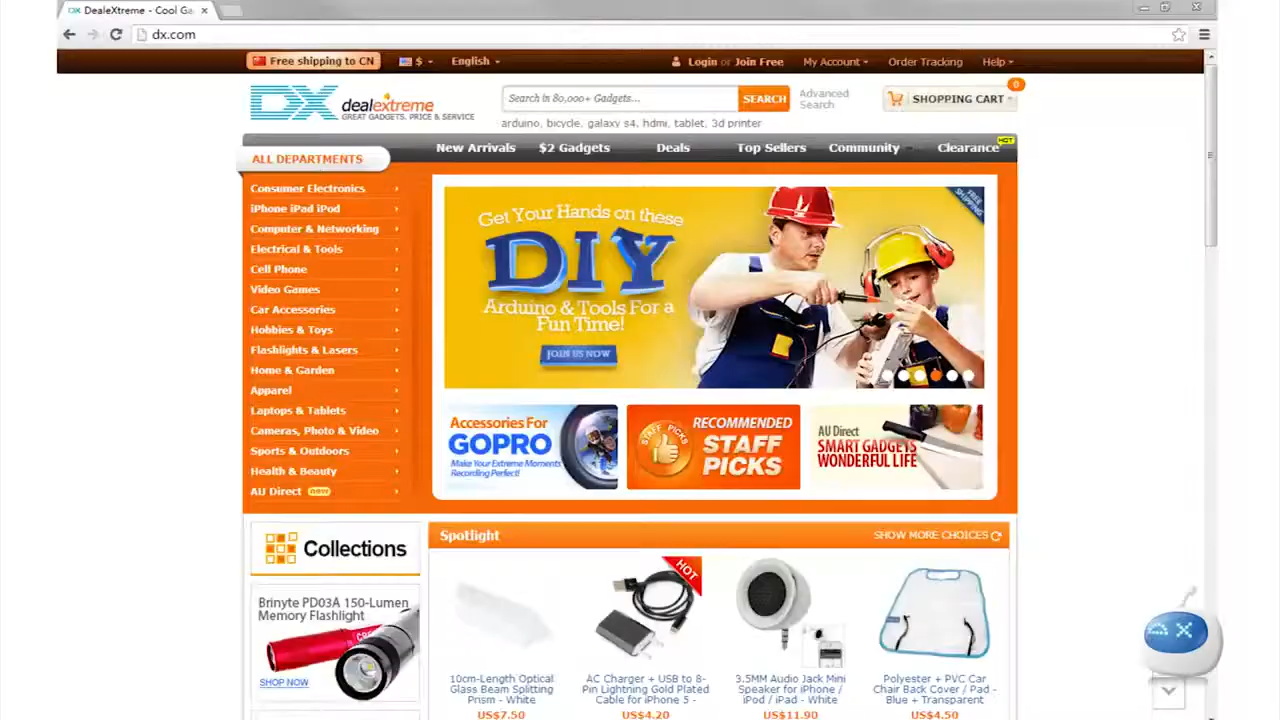 DealeXtreme - Cool Ga
dx.com
Free shipping to CN
$
English
Login or Join Free
My Account
Order Tracking
Help
DX dealextreme
GREAT GADGETS, PRICE & SERVICE
Search in 80,000+ Gadgets...
SEARCH
Advanced
Search
SHOPPING CART
0
arduino, bicycle, galaxy s4, hdmi, tablet, 3d printer
ALL DEPARTMENTS
New Arrivals
$2 Gadgets
Deals
Top Sellers
Community
Clearance
HOT
Consumer Electronics
iPhone iPad iPod
Computer & Networking
Electrical & Tools
Cell Phone
Video Games
Car Accessories
Hobbies & Toys
Flashlights & Lasers
Home & Garden
Apparel
Laptops & Tablets
Cameras, Photo & Video
Sports & Outdoors
Health & Beauty
AU Direct new
Get Your Hands on these
DIY
Arduino & Tools For a
Fun Time!
JOIN US NOW
FREE
SHIPPING
Accessories For
GOPRO
Make Your Extreme Moments
Recording Perfect!
STAFF PICKS
RECOMMENDED
STAFF
PICKS
AU Direct
SMART GADGETS
WONDERFUL LIFE
Collections
Brinyte PD03A 150-Lumen
Memory Flashlight
SHOP NOW
Spotlight
SHOW MORE CHOICES
HOT
10cm-Length Optical
Glass Beam Splitting
Prism - White
US$7.50
AC Charger + USB to 8-
Pin Lightning Gold Plated
Cable for iPhone 5 -
US$4.20
3.5MM Audio Jack Mini
Speaker for iPhone /
iPod / iPad - White
US$11.90
Polyester + PVC Car
Chair Back Cover / Pad -
Blue + Transparent
US$4.50